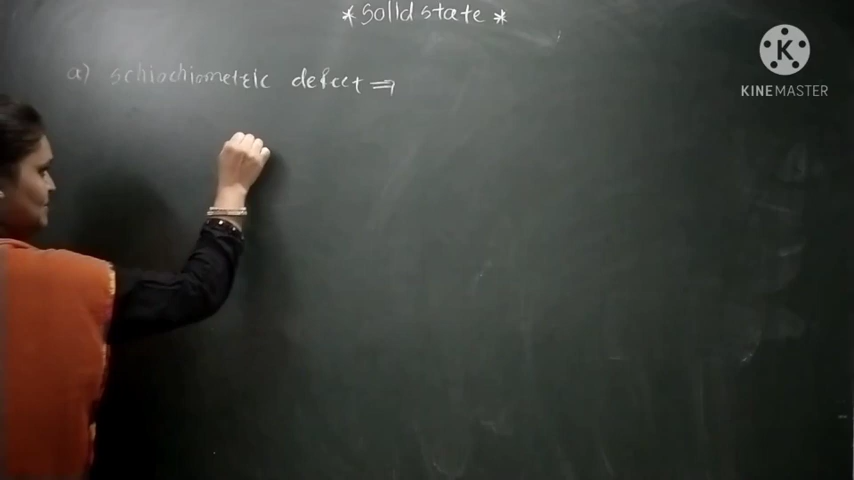 * Solid state *
K
KINEMASTER
a) schiochiometric defect ⇒